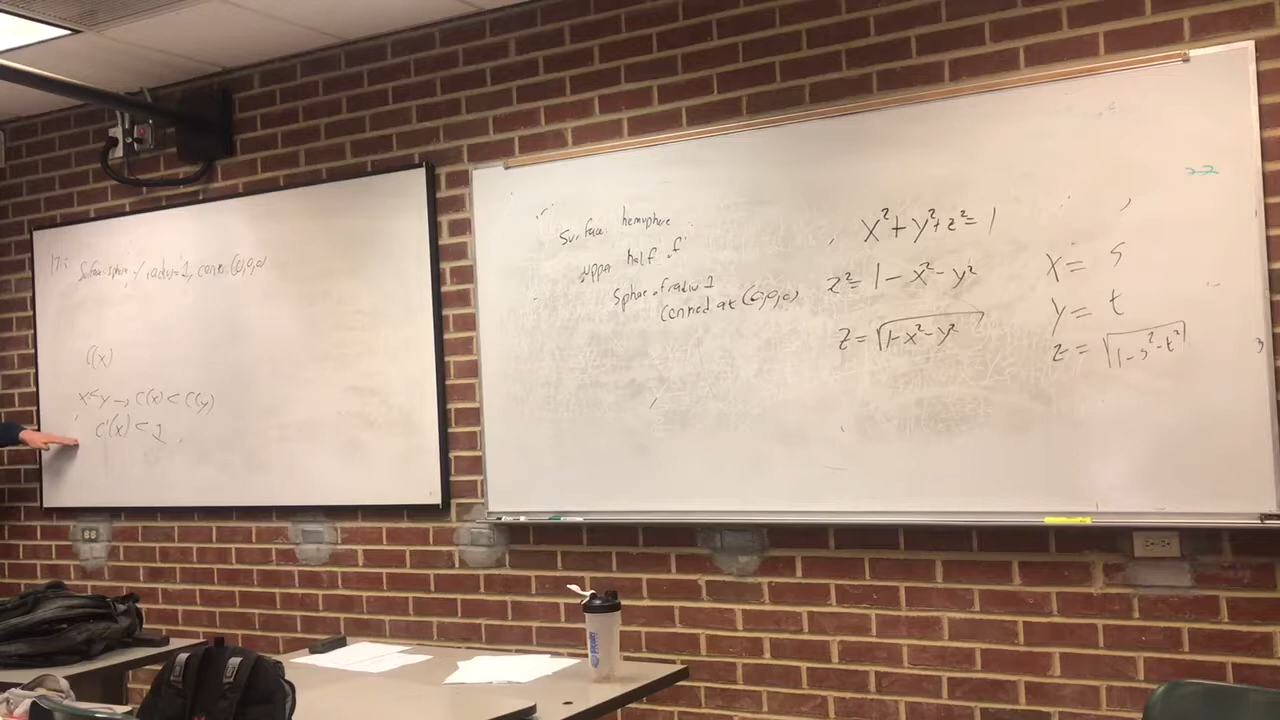 17: Surface: sphere w/ radius=1, center (0,0,0)
C(x)
x<y → C(x) < C(y)
C'(x) < 1
Surface: hemisphere
upper half of
sphere of radius 1
centered at (0,0,0)
x²+y²+z²=1
z²=1-x²-y²
z=√1-x²-y²
x= s
y= t
z= √1-s²-t²